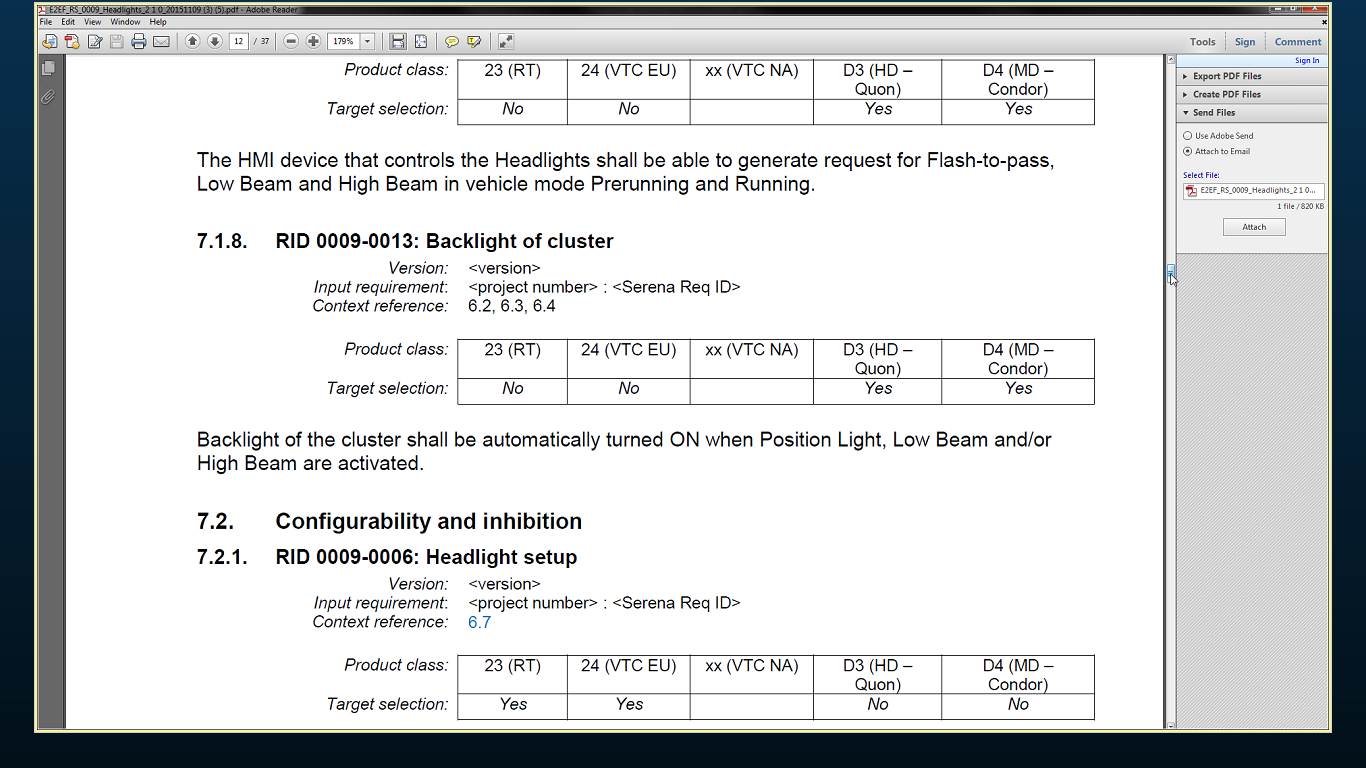 E2EF_RS_0009_Headlights_2 1 0_20151109 (3) (5).pdf - Adobe Reader
File Edit View Window Help
12 / 37 179%
Tools Sign Comment
Sign In
Export PDF Files
Create PDF Files
Send Files
Use Adobe Send
Attach to Email
Select File:
E2EF_RS_0009_Headlights_2 1 0...
1 file / 820 KB
Attach
Product class: 23 (RT) 24 (VTC EU) xx (VTC NA) D3 (HD – Quon) D4 (MD – Condor)
Target selection: No No Yes Yes
The HMI device that controls the Headlights shall be able to generate request for Flash-to-pass,
Low Beam and High Beam in vehicle mode Prerunning and Running.
7.1.8. RID 0009-0013: Backlight of cluster
Version: <version>
Input requirement: <project number> : <Serena Req ID>
Context reference: 6.2, 6.3, 6.4
Product class: 23 (RT) 24 (VTC EU) xx (VTC NA) D3 (HD – Quon) D4 (MD – Condor)
Target selection: No No Yes Yes
Backlight of the cluster shall be automatically turned ON when Position Light, Low Beam and/or
High Beam are activated.
7.2. Configurability and inhibition
7.2.1. RID 0009-0006: Headlight setup
Version: <version>
Input requirement: <project number> : <Serena Req ID>
Context reference: 6.7
Product class: 23 (RT) 24 (VTC EU) xx (VTC NA) D3 (HD – Quon) D4 (MD – Condor)
Target selection: Yes Yes No No